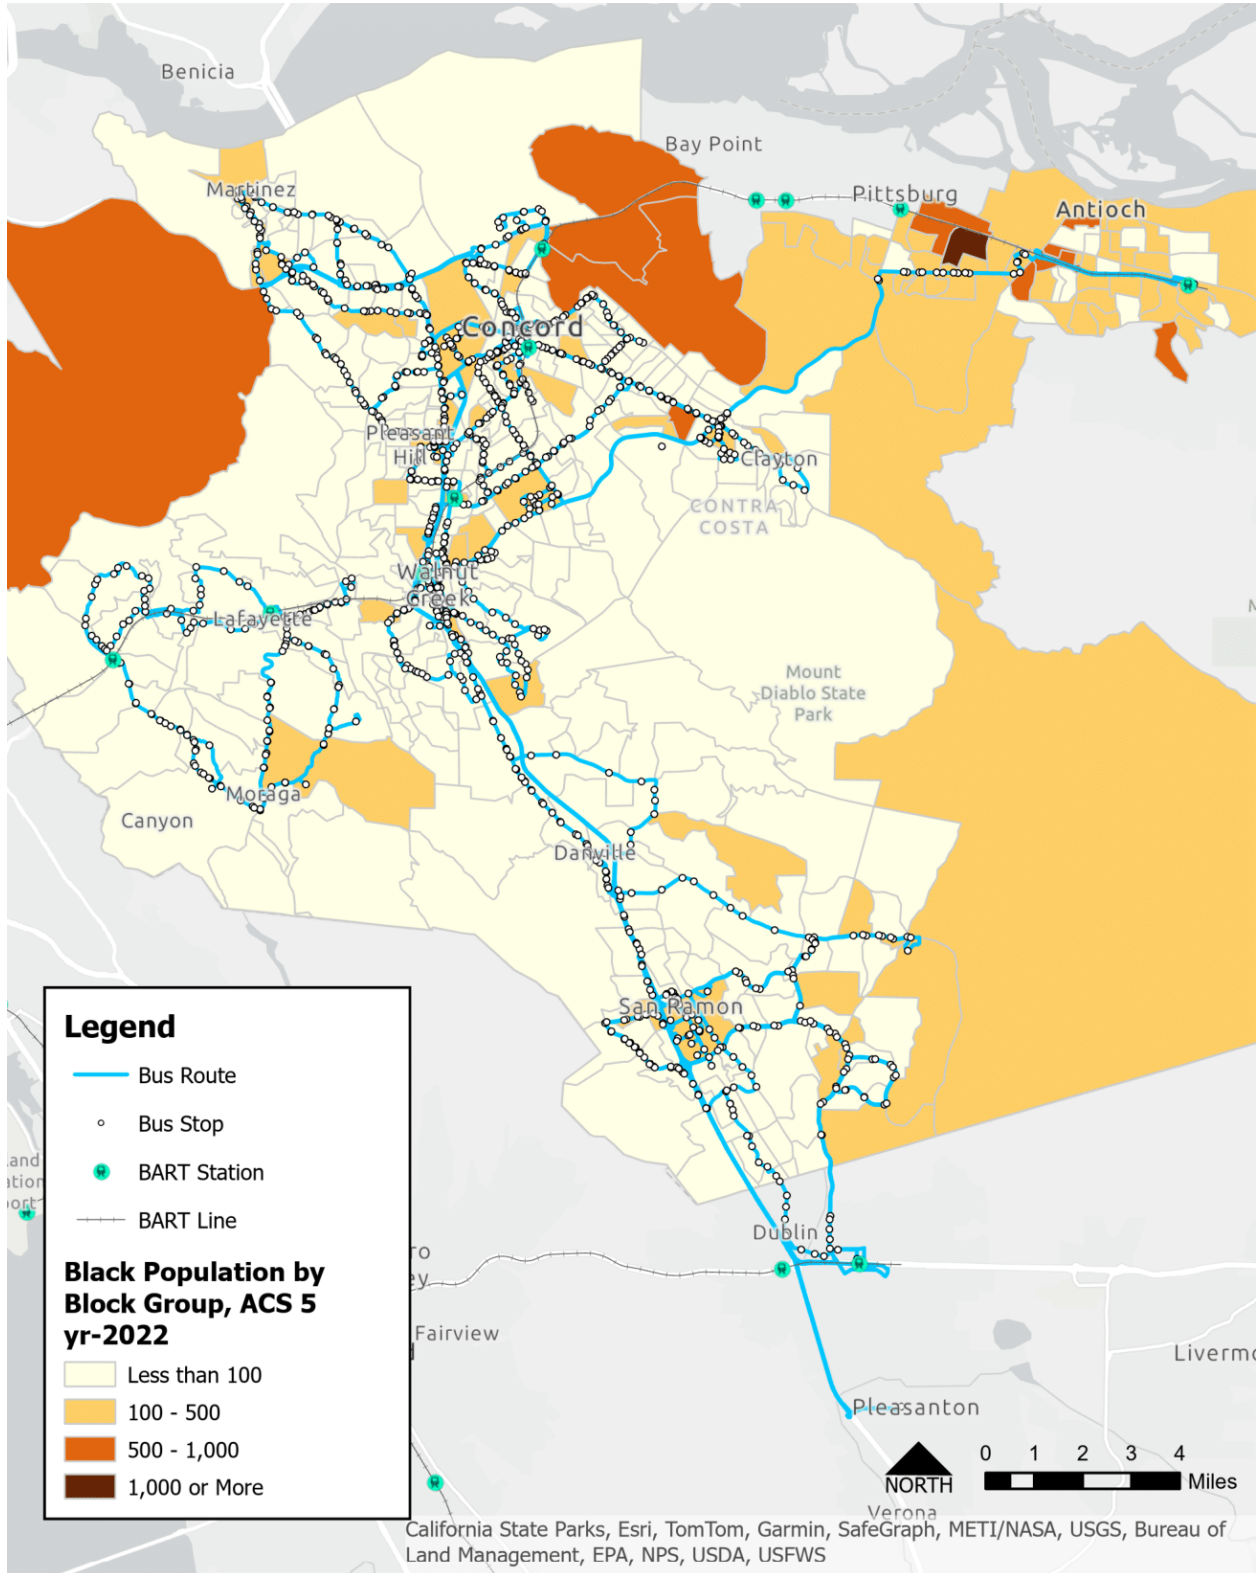 Benicia
Bay Point
Martinez
Pittsburg
Antioch
Concord
Pleasant
Hill
Clayton
CONTRA
COSTA
Walnut
Creek
Lafayette
Mount
Diablo State
Park
Moraga
Canyon
Danville
San Ramon
Legend
Bus Route
Bus Stop
BART Station
BART Line
Black Population by
Block Group, ACS 5
yr-2022
Less than 100
100 - 500
500 - 1,000
1,000 or More
Dublin
Fairview
Livermo
Pleasanton
0 1 2 3 4
Miles
NORTH
Verona
California State Parks, Esri, TomTom, Garmin, SafeGraph, METI/NASA, USGS, Bureau of
Land Management, EPA, NPS, USDA, USFWS